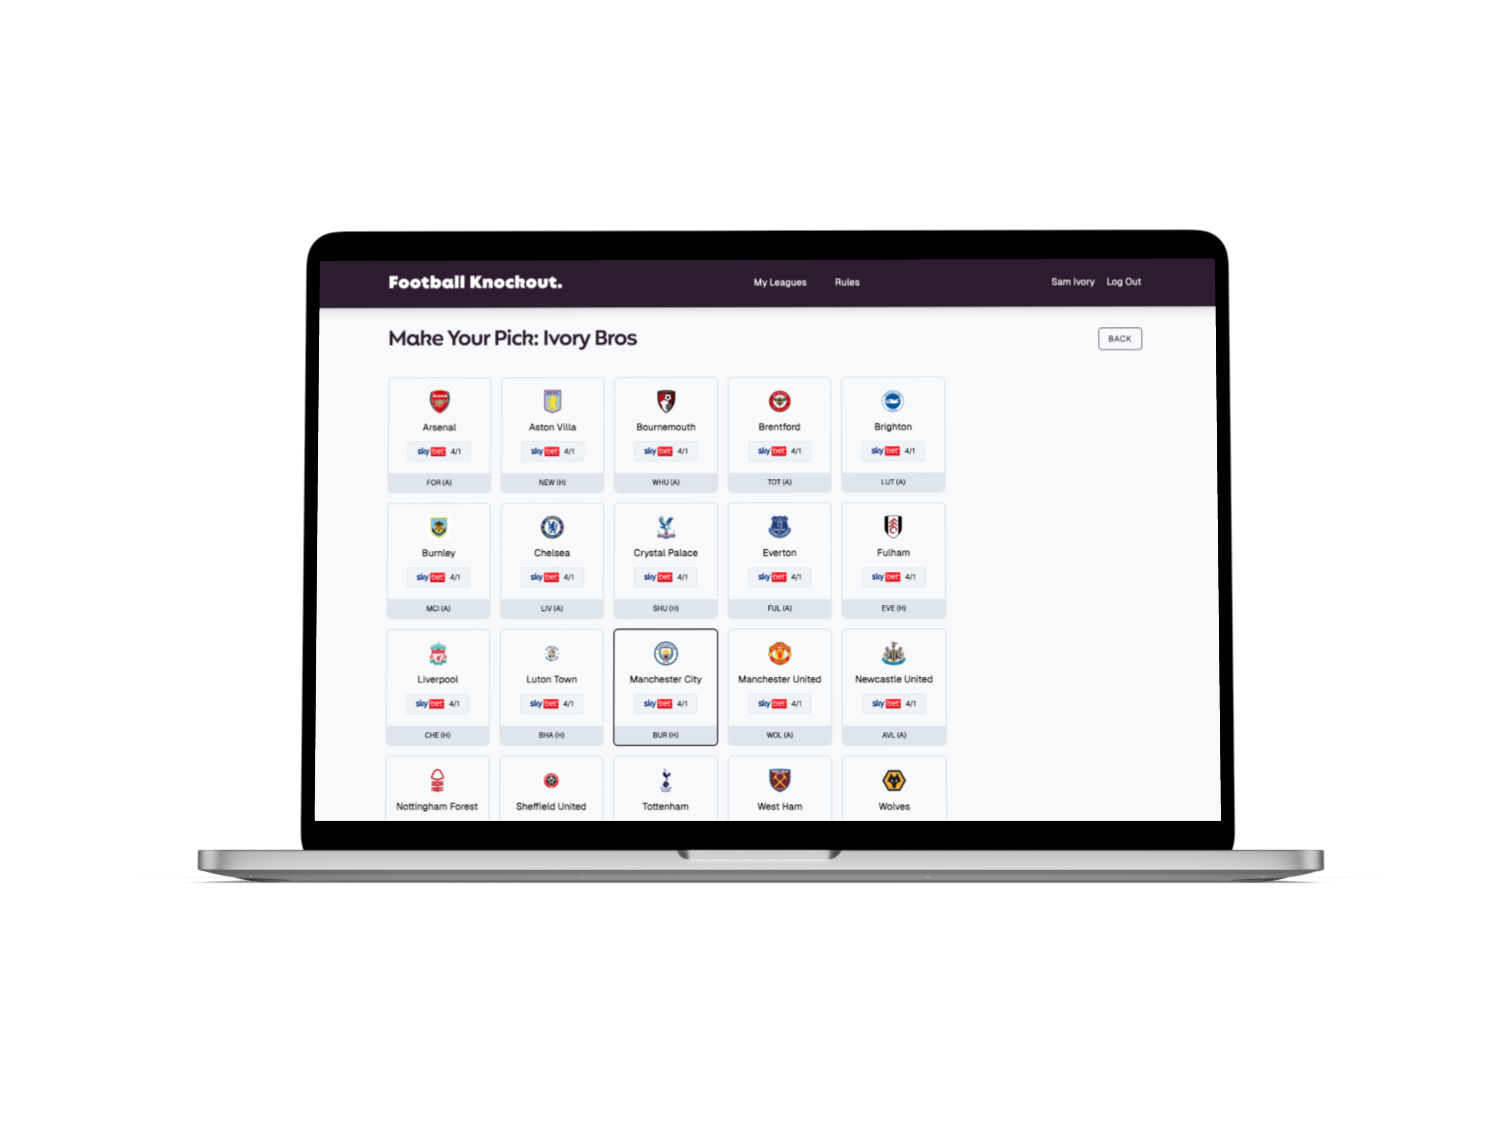 Football Knockout. My Leagues Rules Sam Ivory Log Out
Make Your Pick: Ivory Bros BACK
Arsenal Aston Villa Bournemouth Brentford Brighton
sky bet 4/1 sky bet 4/1 sky bet 4/1 sky bet 4/1 sky bet 4/1
FOR (A) NEW (H) WHU (A) TOT (A) LUT (A)
Burnley Chelsea Crystal Palace Everton Fulham
sky bet 4/1 sky bet 4/1 sky bet 4/1 sky bet 4/1 sky bet 4/1
MCI (A) LIV (A) SHU (H) FUL (A) EVE (H)
Liverpool Luton Town Manchester City Manchester United Newcastle United
sky bet 4/1 sky bet 4/1 sky bet 4/1 sky bet 4/1 sky bet 4/1
CHE (H) BHA (H) BUR (H) WOL (A) AVL (A)
Nottingham Forest Sheffield United Tottenham West Ham Wolves